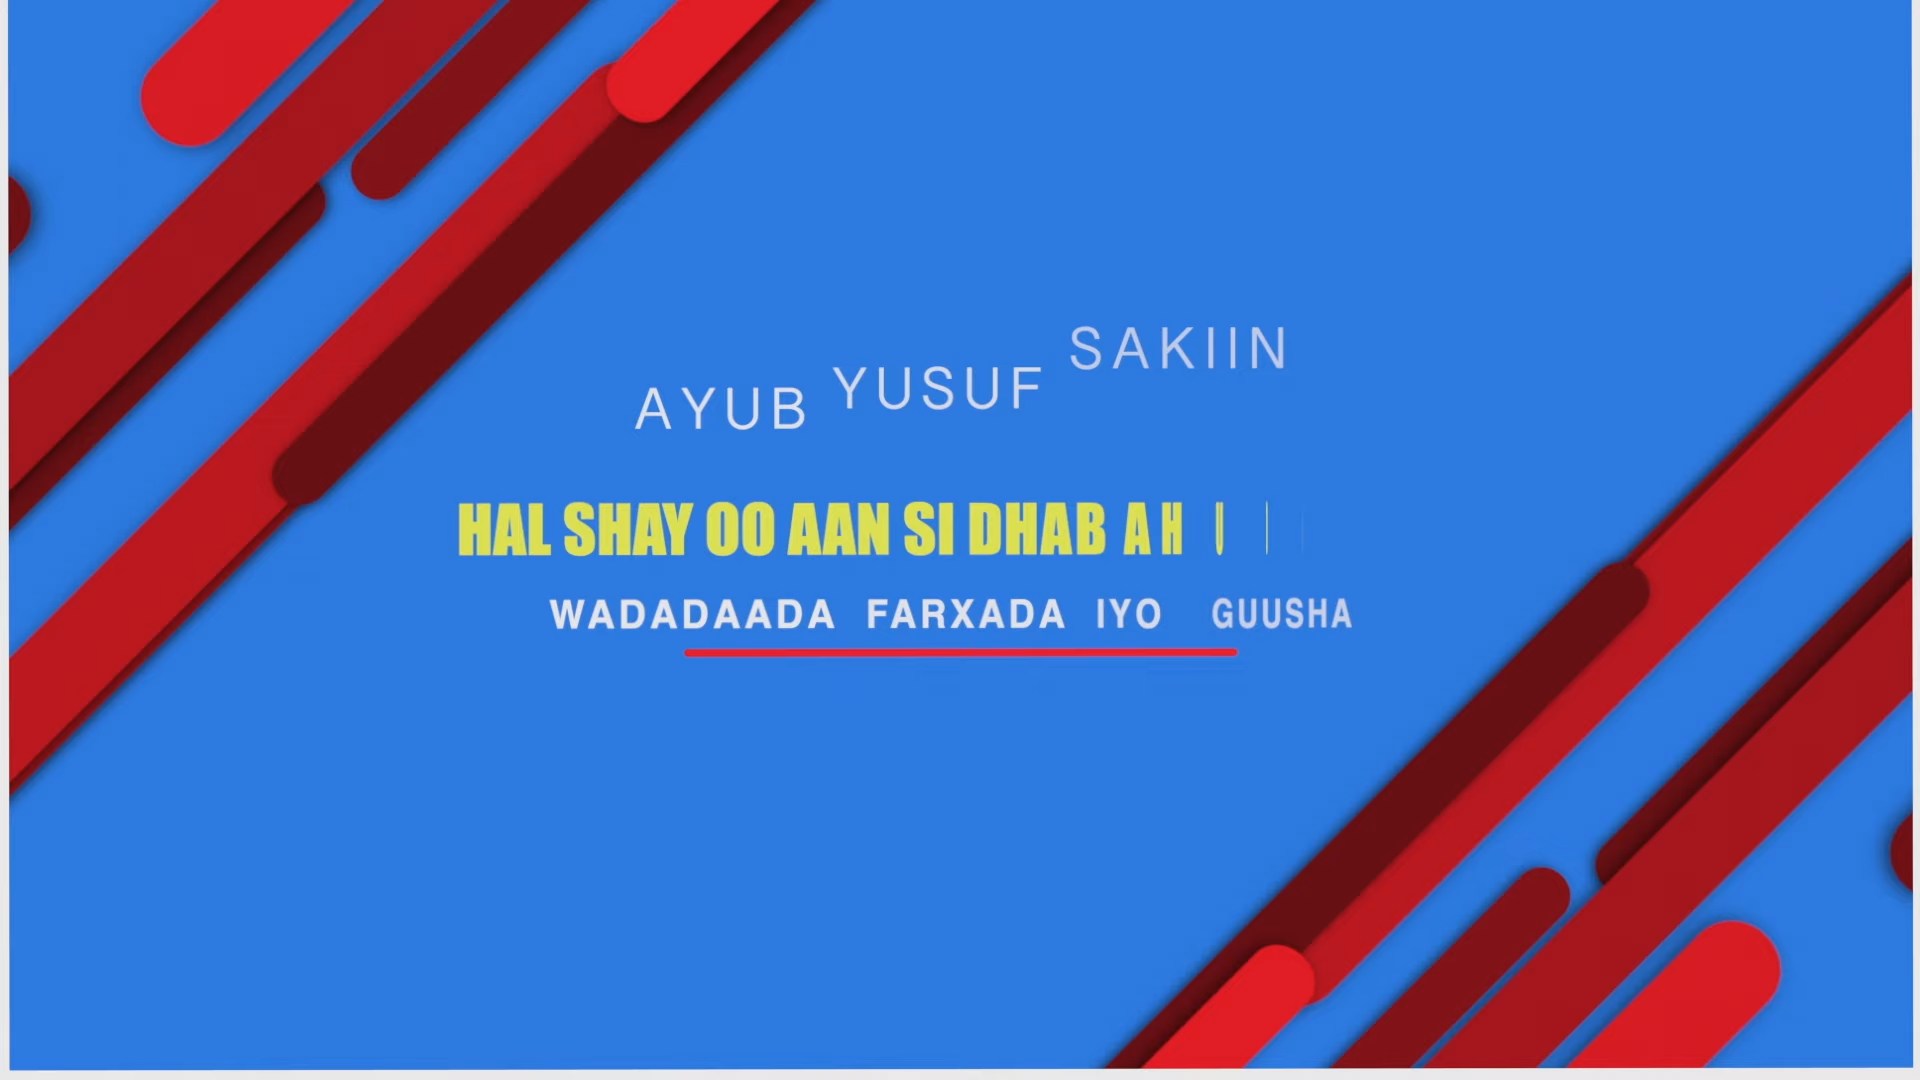 AYUB YUSUF SAKIIN
HAL SHAY OO AAN SI DHAB AH U
WADADAADA FARXADA IYO GUUSHA